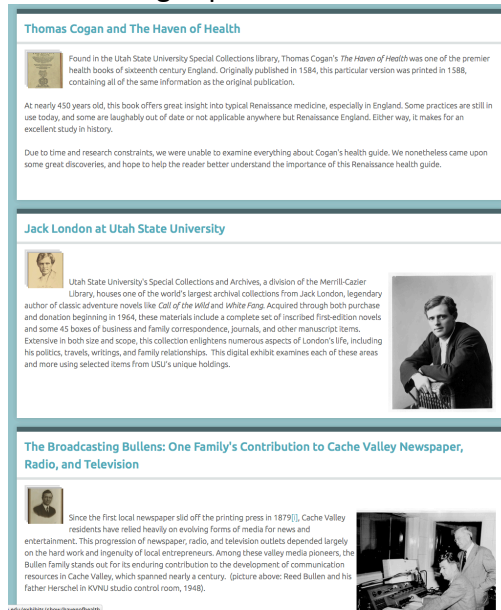 Thomas Cogan and The Haven of Health
Found in the Utah State University Special Collections library, Thomas Cogan's The Haven of Health was one of the premier
health books of sixteenth century England. Originally published in 1584, this particular version was printed in 1588,
containing all of the same information as the original publication.
At nearly 450 years old, this book offers great insight into typical Renaissance medicine, especially in England. Some practices are still in
use today, and some are laughably out of date or not applicable anywhere but Renaissance England. Either way, it makes for an
excellent study in history.
Due to time and research constraints, we were unable to examine everything about Cogan's health guide. We nonetheless came upon
some great discoveries, and hope to help the reader better understand the importance of this Renaissance health guide.
Jack London at Utah State University
Utah State University's Special Collections and Archives, a division of the Merrill-Cazier
Library, houses one of the world's largest archival collections from Jack London, legendary
author of classic adventure novels like Call of the Wild and White Fang. Acquired through both purchase
and donation beginning in 1964, these materials include a complete set of inscribed first-edition novels
and some 45 boxes of business and family correspondence, journals, and other manuscript items.
Extensive in both size and scope, this collection enlightens numerous aspects of London's life, including
his politics, travels, writings, and family relationships. This digital exhibit examines each of these areas
and more using selected items from USU's unique holdings.
The Broadcasting Bullens: One Family's Contribution to Cache Valley Newspaper,
Radio, and Television
Since the first local newspaper slid off the printing press in 1879[i], Cache Valley
residents have relied heavily on evolving forms of media for news and
entertainment. This progression of newspaper, radio, and television outlets depended largely
on the hard work and ingenuity of local entrepreneurs. Among these valley media pioneers, the
Bullen family stands out for its enduring contribution to the development of communication
resources in Cache Valley, which spanned nearly a century. (picture above: Reed Bullen and his
father Herschel in KVNU studio control room, 1948).